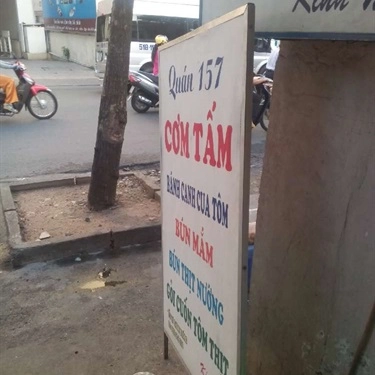 Quán 157
CƠM TẤM
BÁNH CANH CUA TÔM
BÚN MẮM
BÚN THỊT NƯỚNG
GỎI CUỐN TÔM THỊT